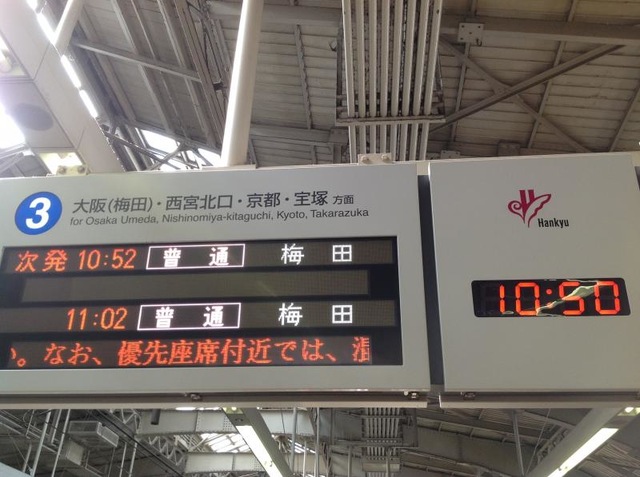 3 大阪(梅田)・西宮北口・京都・宝塚 方面
for Osaka Umeda, Nishinomiya-kitaguchi, Kyoto, Takarazuka
次発 10:52 普通 梅田
11:02 普通 梅田
。なお、優先座席付近では、
Hankyu
10:50